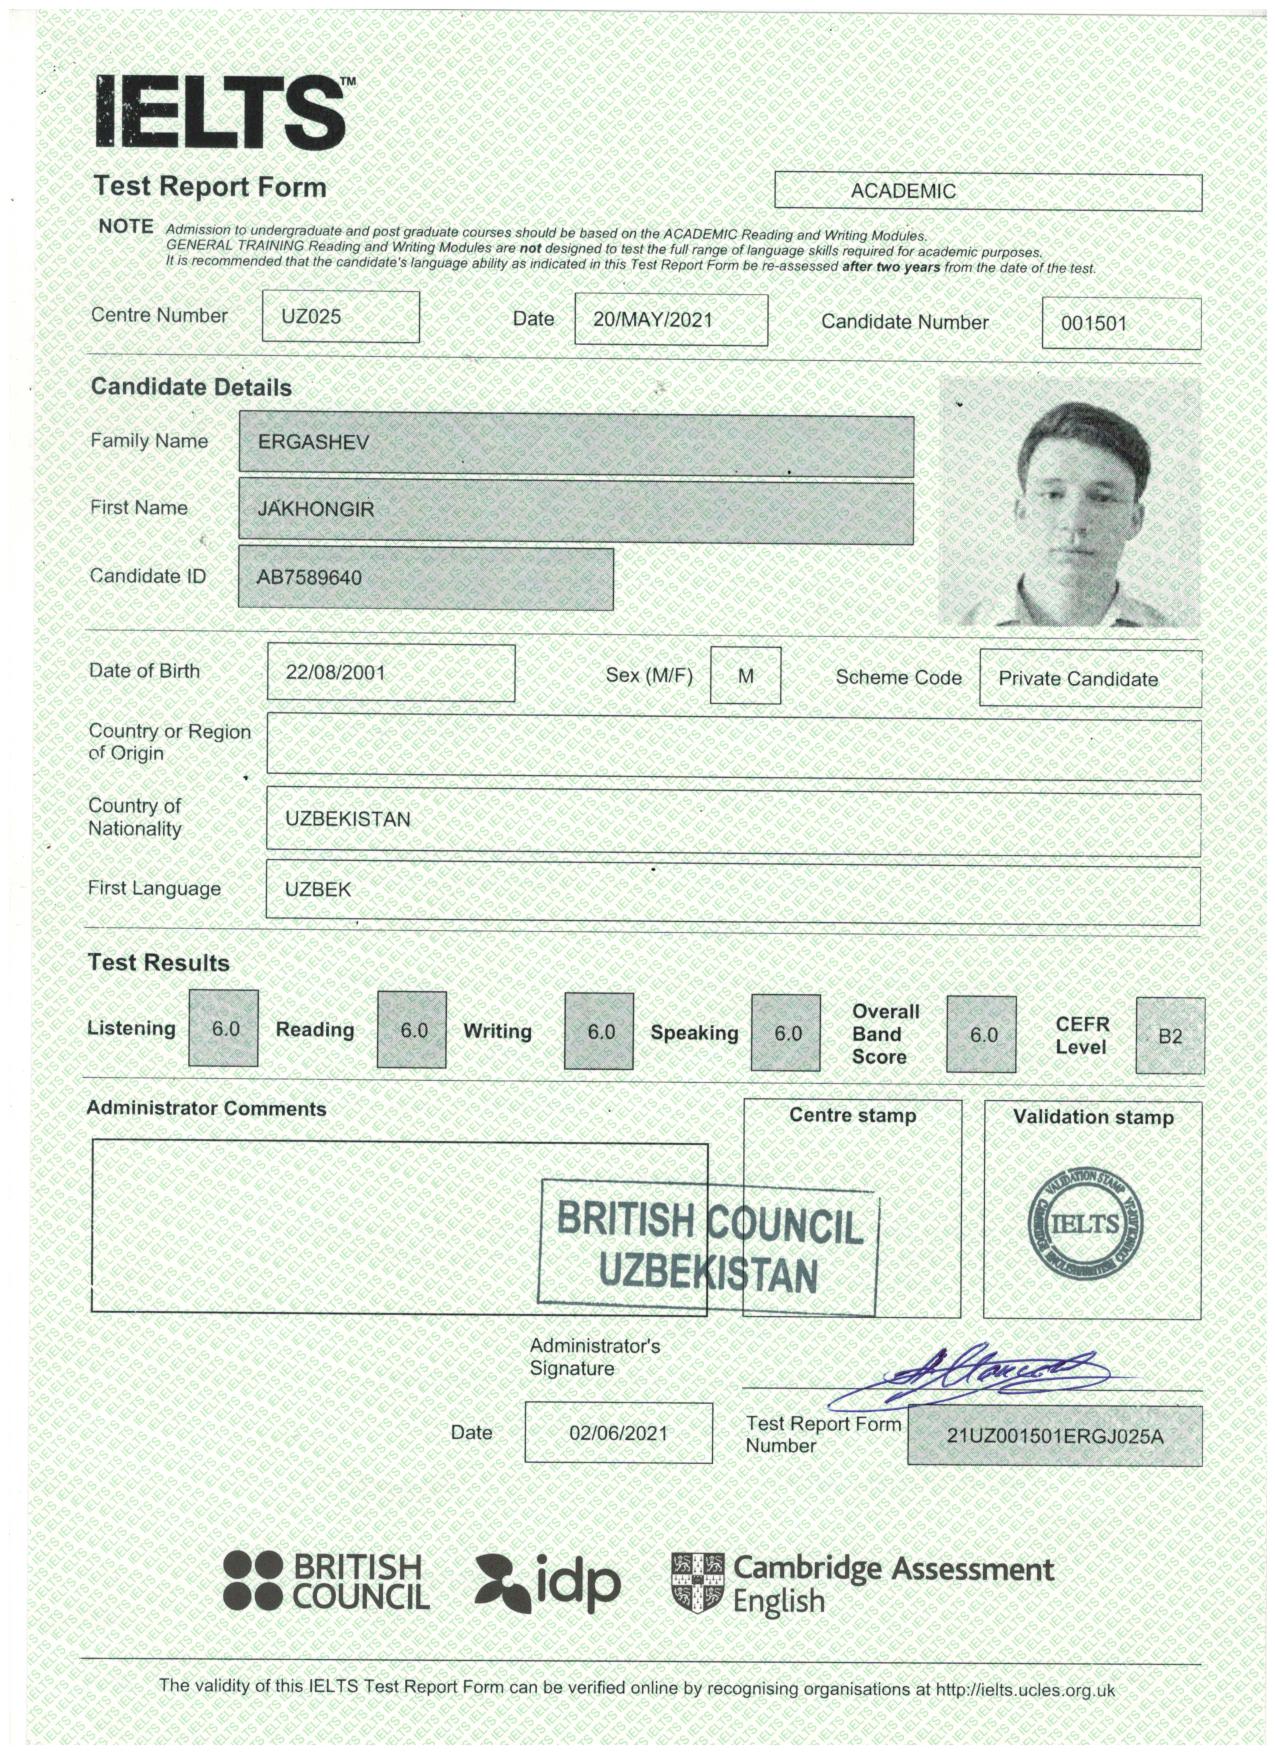 IELTS™
Test Report Form
ACADEMIC
NOTE Admission to undergraduate and post graduate courses should be based on the ACADEMIC Reading and Writing Modules.
GENERAL TRAINING Reading and Writing Modules are not designed to test the full range of language skills required for academic purposes.
It is recommended that the candidate's language ability as indicated in this Test Report Form be re-assessed after two years from the date of the test.
Centre Number UZ025 Date 20/MAY/2021 Candidate Number 001501
Candidate Details
Family Name ERGASHEV
First Name JAKHONGIR
Candidate ID AB7589640
Date of Birth 22/08/2001 Sex (M/F) M Scheme Code Private Candidate
Country or Region
of Origin
Country of
Nationality UZBEKISTAN
First Language UZBEK
Test Results
Listening 6.0 Reading 6.0 Writing 6.0 Speaking 6.0 Overall Band Score 6.0 CEFR Level B2
Administrator Comments
Centre stamp
Validation stamp
BRITISH COUNCIL
UZBEKISTAN
VALIDATION STAMP
IELTS
Administrator's
Signature
Date 02/06/2021
Test Report Form
Number 21UZ001501ERGJ025A
BRITISH
COUNCIL
idp
Cambridge Assessment
English
The validity of this IELTS Test Report Form can be verified online by recognising organisations at http://ielts.ucles.org.uk